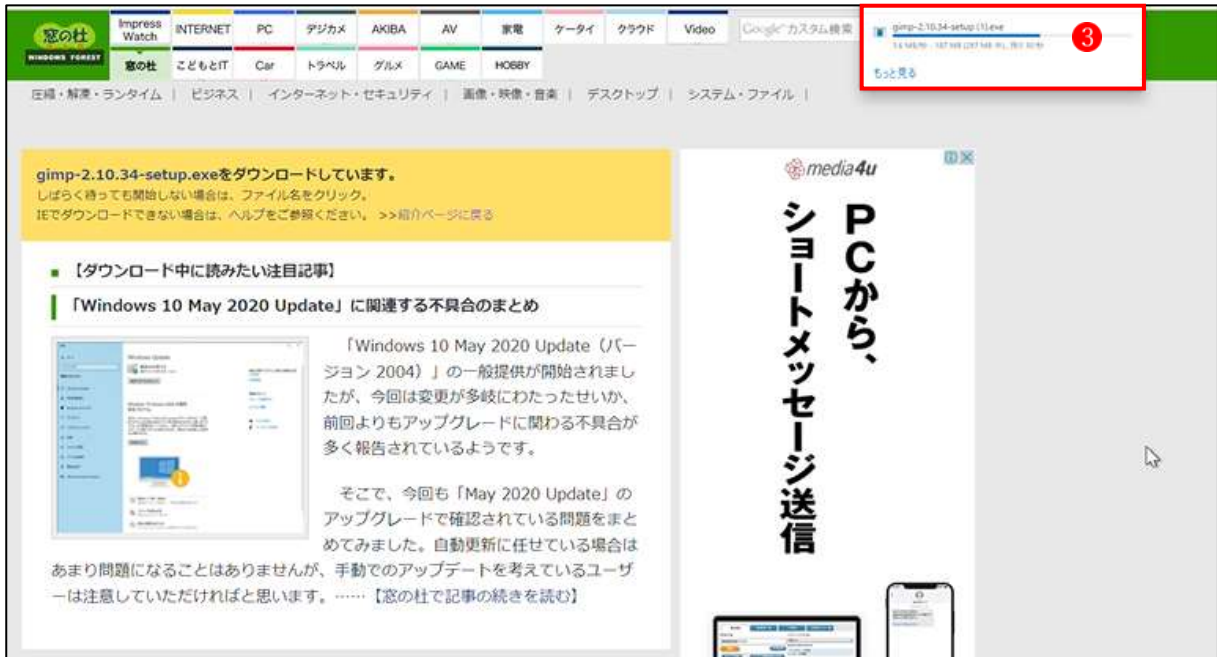 窓の杜
WINDOWS FOREST
Impress Watch
INTERNET
PC
デジカメ
AKIBA
AV
家電
ケータイ
クラウド
Video
Google カスタム検索
窓の杜
こどもとIT
Car
トラベル
グルメ
GAME
HOBBY
gimp-2.10.34-setup (1).exe
もっと見る
3
圧縮・解凍・ランタイム | ビジネス | インターネット・セキュリティ | 画像・映像・音楽 | デスクトップ | システム・ファイル |
gimp-2.10.34-setup.exeをダウンロードしています。
しばらく待っても開始しない場合は、ファイル名をクリック。
IEでダウンロードできない場合は、ヘルプをご参照ください。 >>紹介ページに戻る
【ダウンロード中に読みたい注目記事】
「Windows 10 May 2020 Update」に関連する不具合のまとめ
「Windows 10 May 2020 Update（バー
ジョン 2004）」の一般提供が開始されまし
たが、今回は変更が多岐にわたったせいか、
前回よりもアップグレードに関わる不具合が
多く報告されているようです。
そこで、今回も「May 2020 Update」の
アップグレードで確認されている問題をまと
めてみました。自動更新に任せている場合は
あまり問題になることはありませんが、手動でのアップデートを考えているユーザ
ーは注意していただければと思います。……【窓の杜で記事の続きを読む】
media4u
PCから、
ショートメッセージ送信